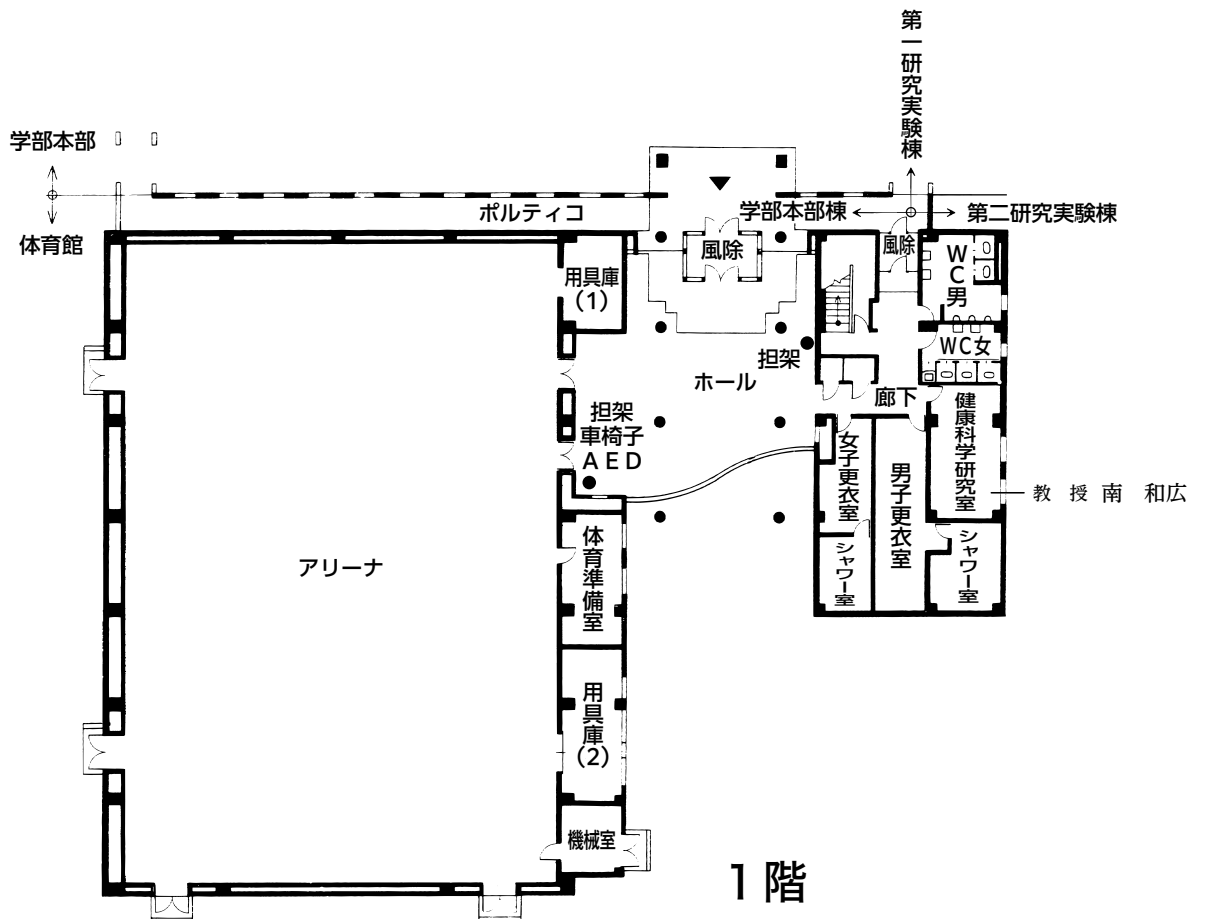 第一研究実験棟
学部本部
体育館
ポルティコ
学部本部棟
第二研究実験棟
風除
風除
用具庫
(1)
WC男
WC女
担架
ホール
廊下
担架
車椅子
AED
女子更衣室
男子更衣室
健康科学研究室
教 授 南 和広
シャワー室
シャワー室
アリーナ
体育準備室
用具庫
(2)
機械室
1階